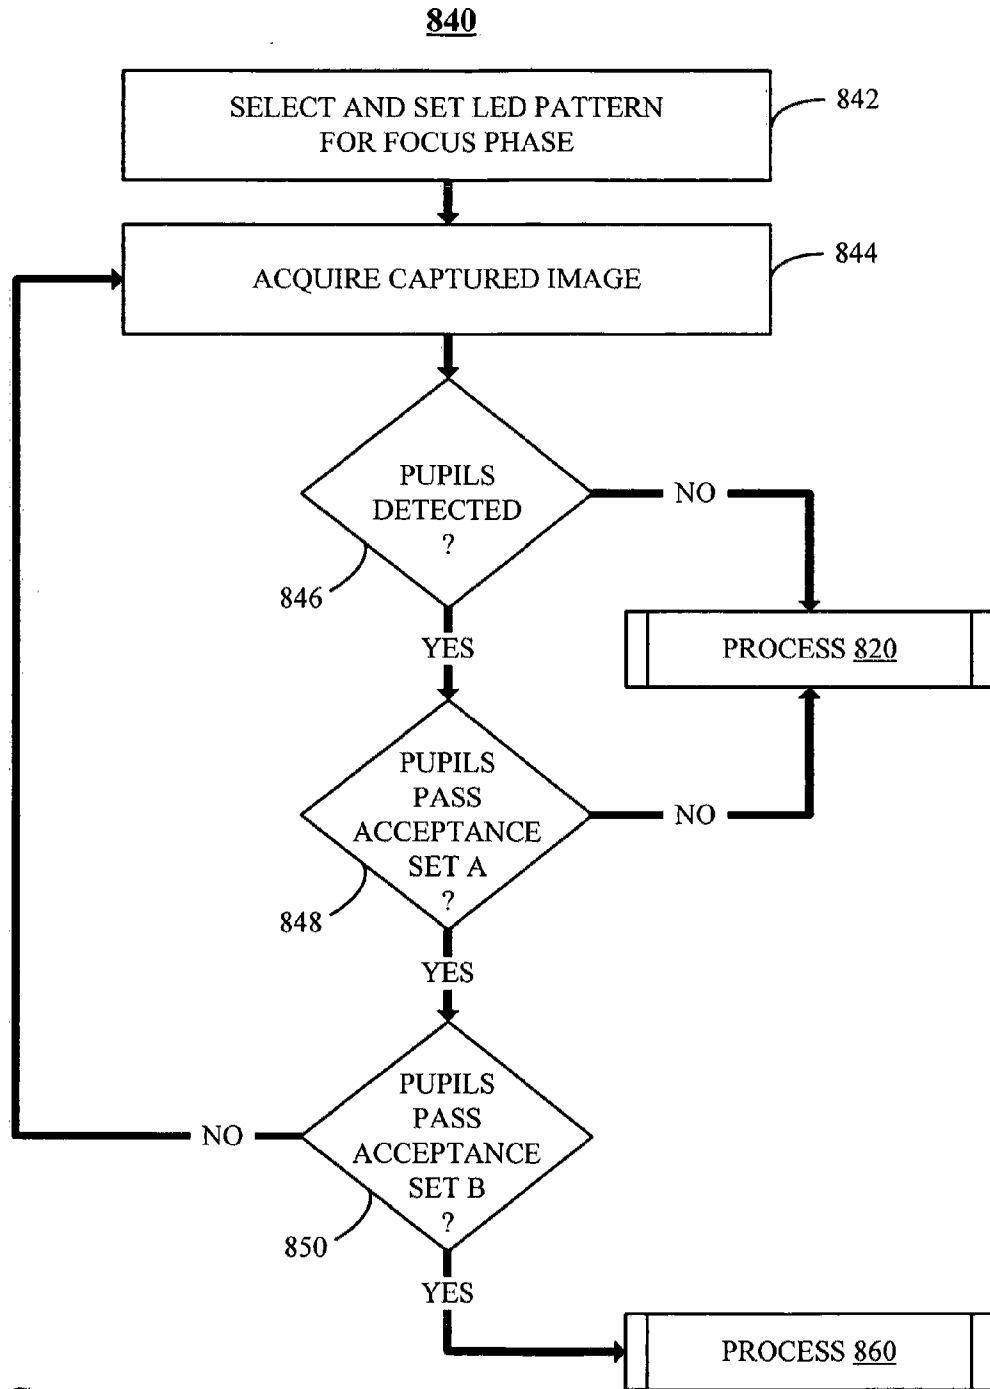 840
SELECT AND SET LED PATTERN
FOR FOCUS PHASE
842
ACQUIRE CAPTURED IMAGE
844
PUPILS
DETECTED
?
846
NO
YES
PROCESS 820
PUPILS
PASS
ACCEPTANCE
SET A
?
848
NO
YES
PUPILS
PASS
ACCEPTANCE
SET B
?
850
NO
YES
PROCESS 860